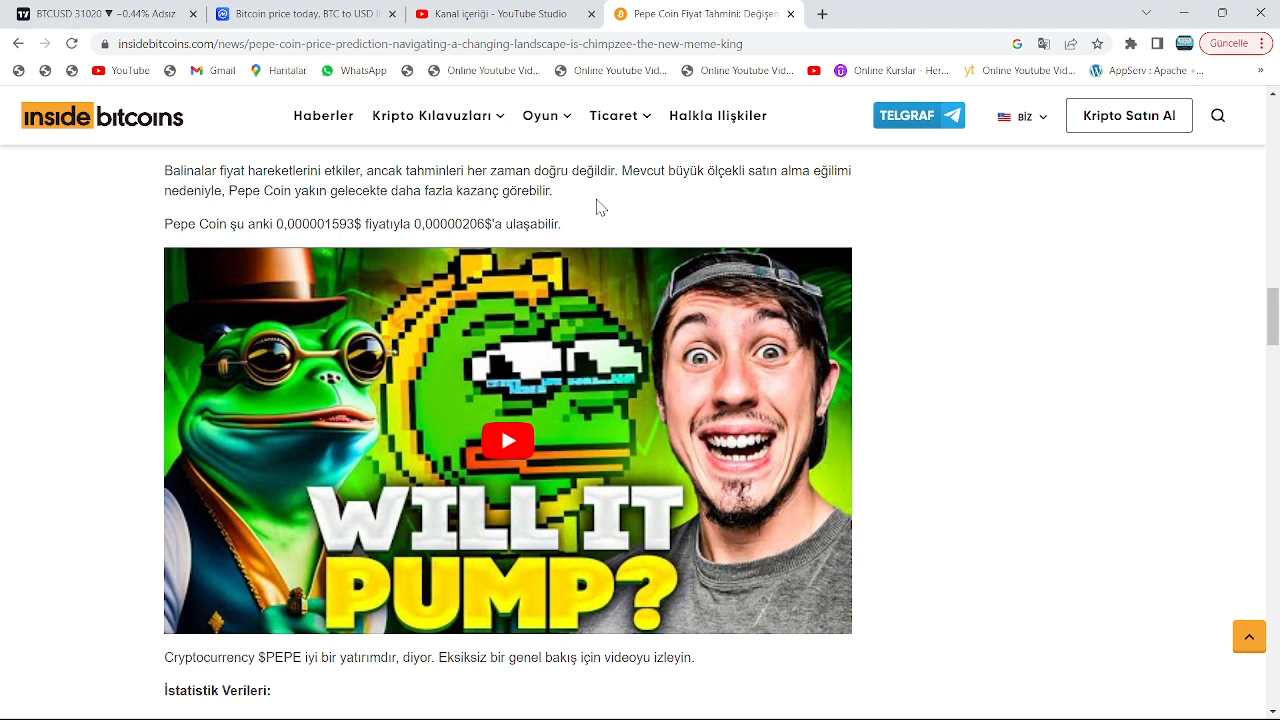 BTCUSD 31020 ▼ −0.44% Adsız
Bitcoin price today, BTC to USD li
Kanal içeriği - YouTube Studio
Pepe Coin Fiyat Tahmini: Değişen
insidebitcoins.com/news/pepe-coin-price-prediction-navigating-a-changing-landscape-is-chimpzee-the-new-meme-king
Güncelle
YouTube
Gmail
Haritalar
WhatsApp
Online Youtube Vid...
Online Youtube Vid...
Online Youtube Vid...
Online Kurslar - Her...
Online Youtube Vid...
AppServ : Apache +...
inside bitcoins
Haberler
Kripto Kılavuzları
Oyun
Ticaret
Halkla Ilişkiler
TELGRAF
BİZ
Kripto Satın Al
Balinalar fiyat hareketlerini etkiler, ancak tahminleri her zaman doğru değildir. Mevcut büyük ölçekli satın alma eğilimi
nedeniyle, Pepe Coin yakın gelecekte daha fazla kazanç görebilir.
Pepe Coin şu anki 0,000001593$ fiyatıyla 0,00000206$'a ulaşabilir.
WILL IT
PUMP?
Cryptocurrency $PEPE iyi bir yatırımdır, diyor. Eksiksiz bir genel bakış için videoyu izleyin.
İstatistik Verileri: